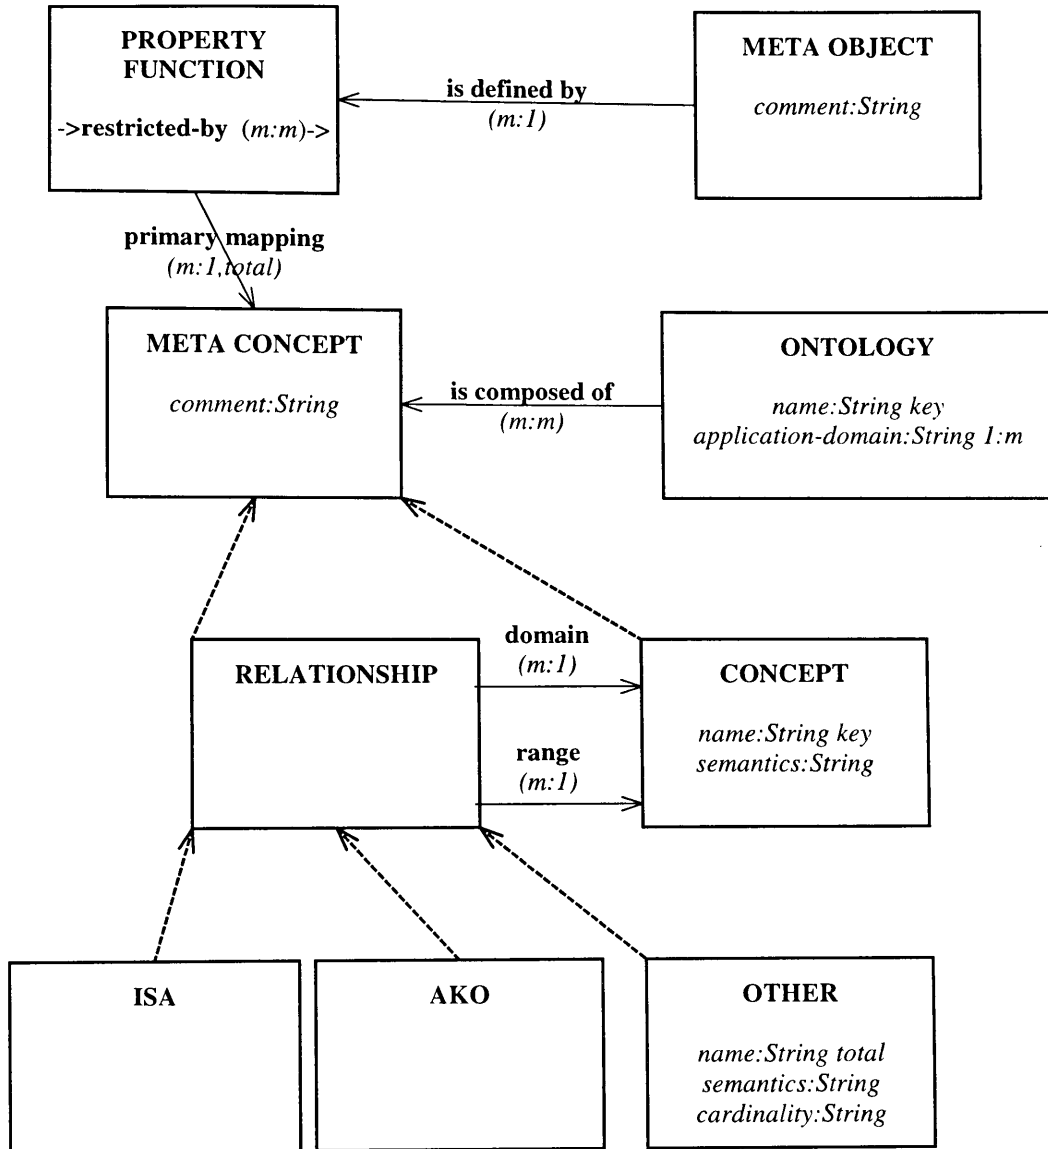 PROPERTY
FUNCTION
->restricted-by (m:m)->
is defined by
(m:1)
META OBJECT
comment:String
primary mapping
(m:1,total)
META CONCEPT
comment:String
is composed of
(m:m)
ONTOLOGY
name:String key
application-domain:String 1:m
RELATIONSHIP
domain
(m:1)
range
(m:1)
CONCEPT
name:String key
semantics:String
ISA
AKO
OTHER
name:String total
semantics:String
cardinality:String